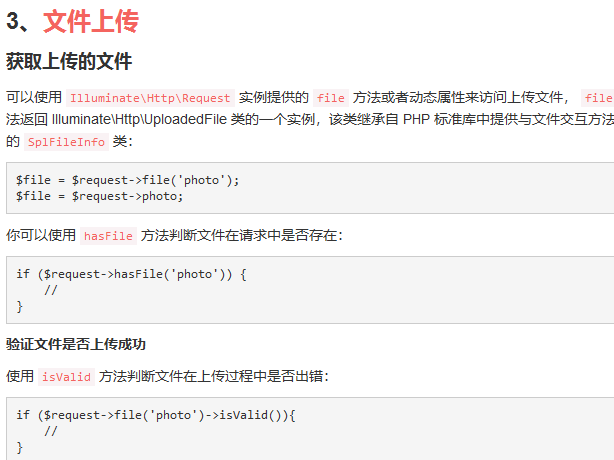 3、文件上传
获取上传的文件
可以使用 Illuminate\Http\Request 实例提供的 file 方法或者动态属性来访问上传文件， file
法返回 Illuminate\Http\UploadedFile 类的一个实例，该类继承自 PHP 标准库中提供与文件交互方法
的 SplFileInfo 类：
$file = $request->file('photo');
$file = $request->photo;
你可以使用 hasFile 方法判断文件在请求中是否存在：
if ($request->hasFile('photo')) {
//
}
验证文件是否上传成功
使用 isValid 方法判断文件在上传过程中是否出错：
if ($request->file('photo')->isValid()){
//
}